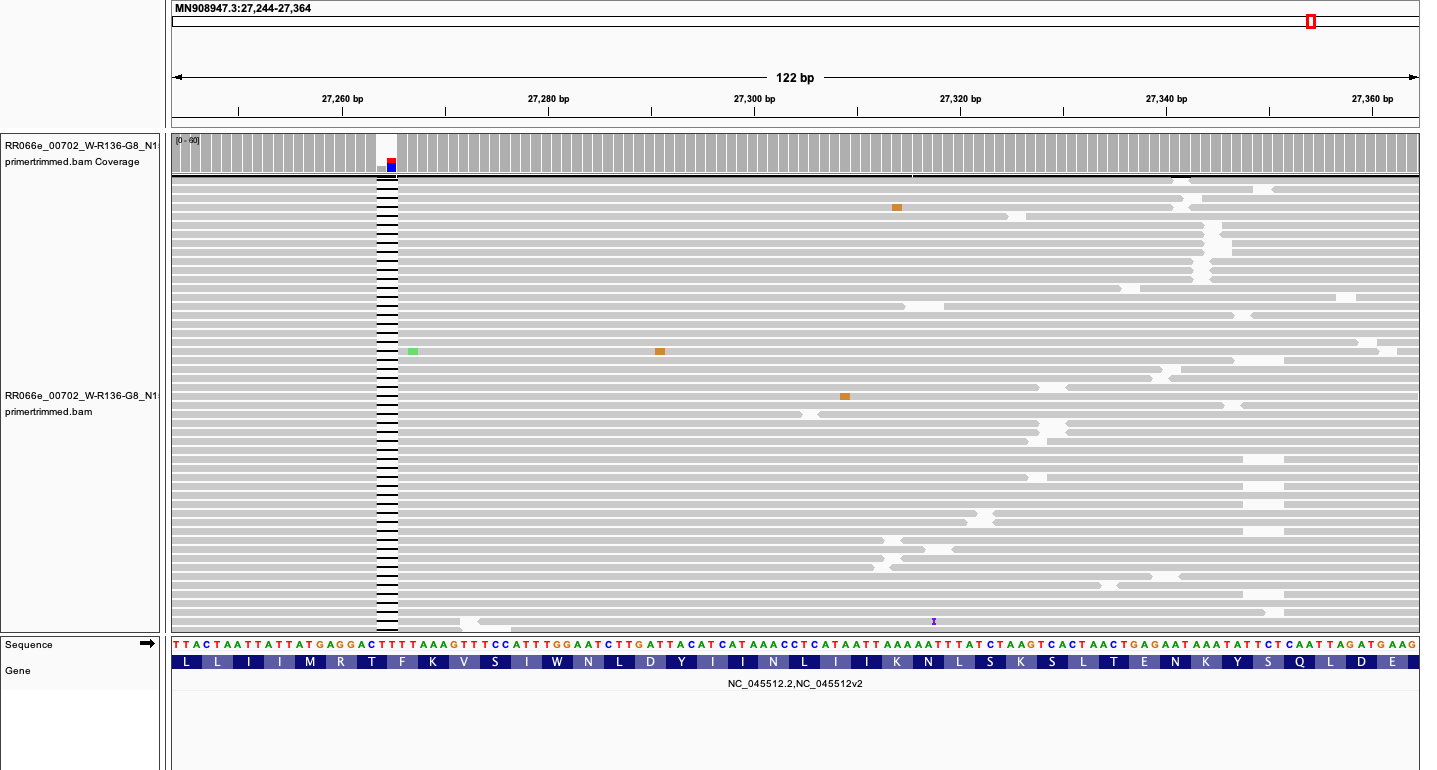 MN908947.3:27,244-27,364
122 bp
27,260 bp 27,280 bp 27,300 bp 27,320 bp 27,340 bp 27,360 bp
RR066e_00702_W-R136-G8_N1
primertrimmed.bam Coverage
[0 - 60]
RR066e_00702_W-R136-G8_N1
primertrimmed.bam
Sequence
TTACTAATTATTATGAGGACTTTTAAAGTTTCCATTTGGAATCTTGATTACATCATAAACCTCATAATTAAAAATTTATCTAAGTCACTAACTGAGAATAAATATTCTCAATTAGATGAAG
Gene
L L I I M R T F K V S I W N L D Y I I N L I I K N L S K S L T E N K Y S Q L D E
NC_045512.2,NC_045512v2